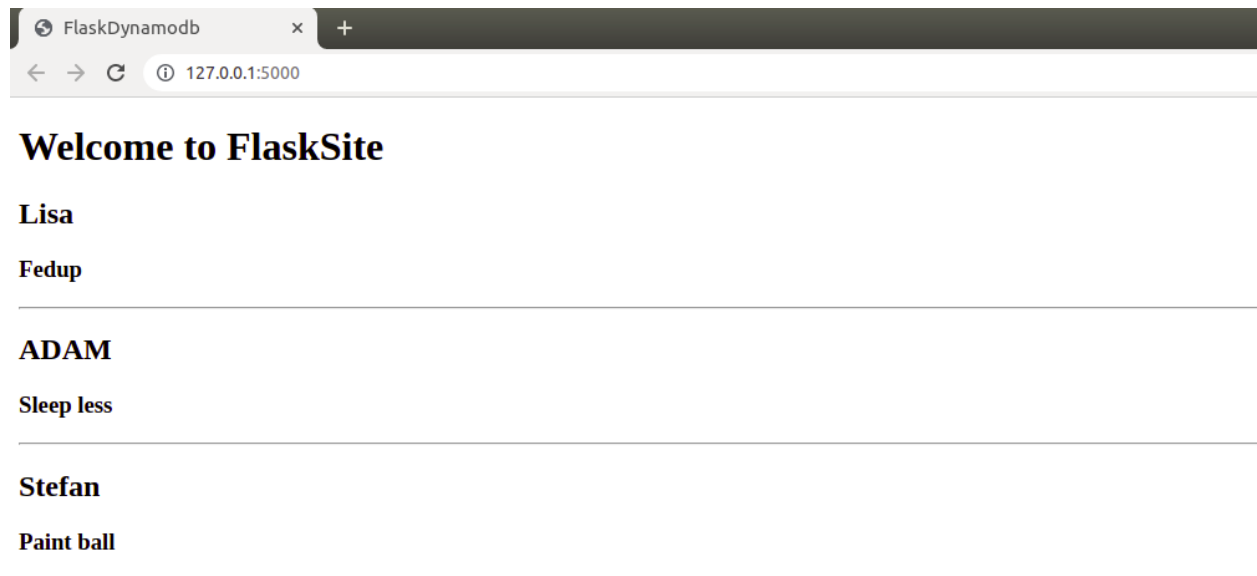 FlaskDynamodb
127.0.0.1:5000
Welcome to FlaskSite
Lisa
Fedup
ADAM
Sleep less
Stefan
Paint ball